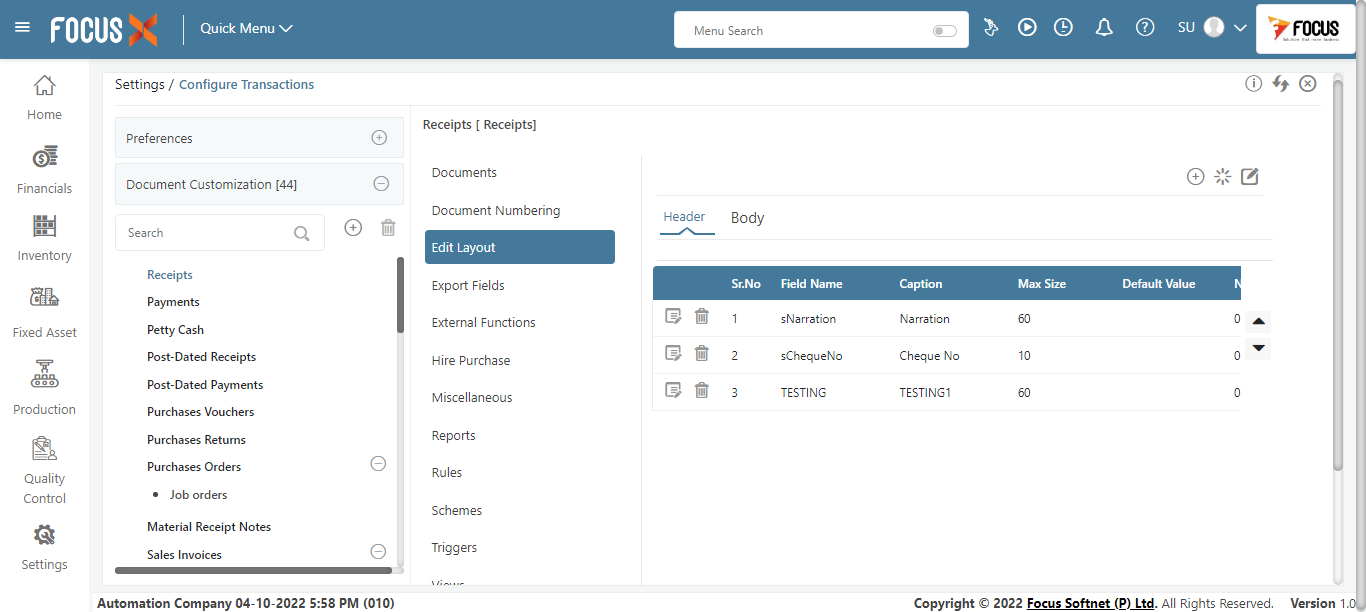 FOCUS X
Quick Menu
Menu Search
SU
FOCUS
Home
Financials
Inventory
Fixed Asset
Production
Quality
Control
Settings
Settings / Configure Transactions
Preferences
Document Customization [44]
Search
Receipts
Payments
Petty Cash
Post-Dated Receipts
Post-Dated Payments
Purchases Vouchers
Purchases Returns
Purchases Orders
Job orders
Material Receipt Notes
Sales Invoices
Receipts [ Receipts]
Documents
Document Numbering
Edit Layout
Export Fields
External Functions
Hire Purchase
Miscellaneous
Reports
Rules
Schemes
Triggers
Views
Header Body
Sr.No Field Name Caption Max Size Default Value
1 sNarration Narration 60 0
2 sChequeNo Cheque No 10 0
3 TESTING TESTING1 60 0
Automation Company 04-10-2022 5:58 PM (010)
Copyright © 2022 Focus Softnet (P) Ltd. All Rights Reserved. Version 1.0